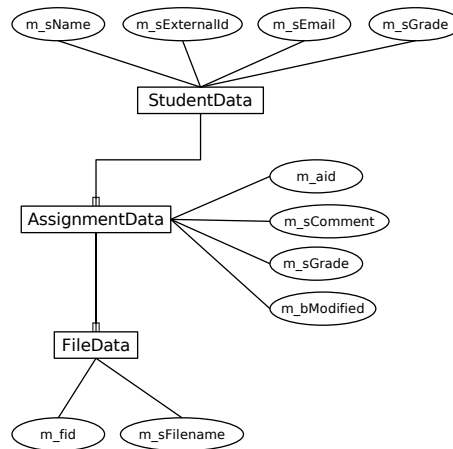 m_sName m_sExternalId m_sEmail m_sGrade
StudentData
m_aid
AssignmentData m_sComment
m_sGrade
m_bModified
FileData
m_fid m_sFilename